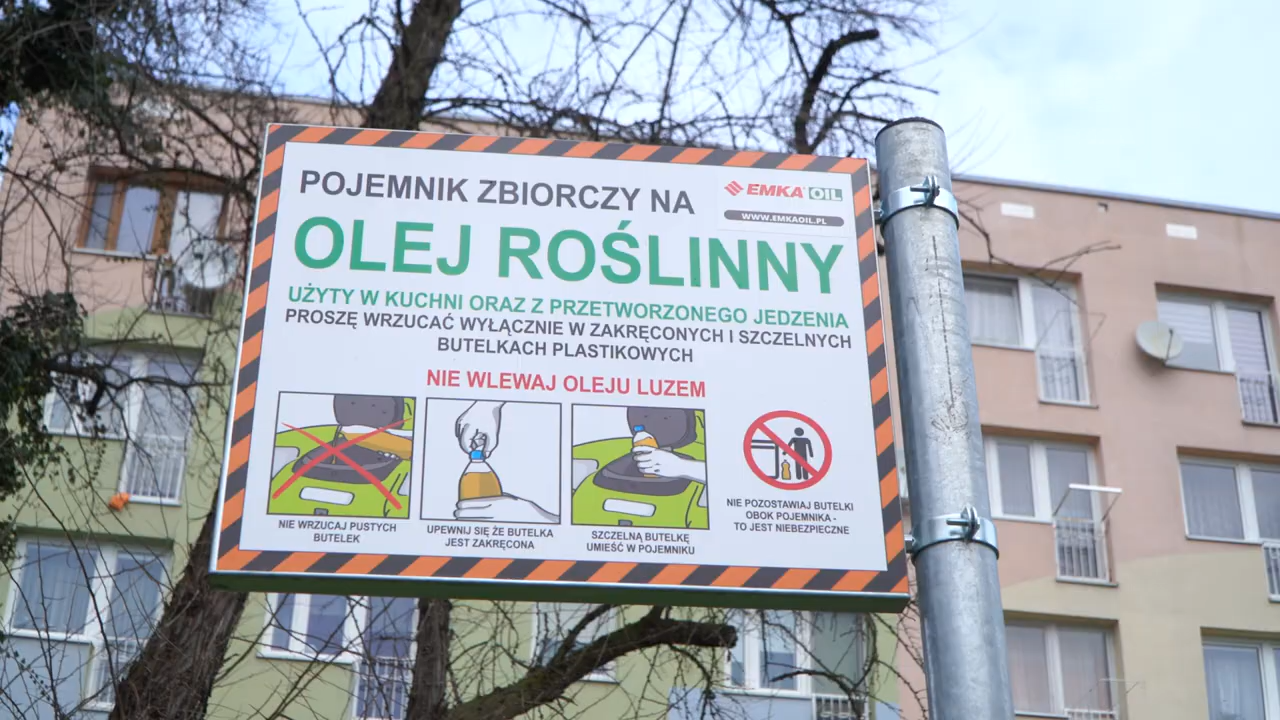 POJEMNIK ZBIORCZY NA
EMKA OIL
WWW.EMKAOIL.PL
OLEJ ROŚLINNY
UŻYTY W KUCHNI ORAZ Z PRZETWORZONEGO JEDZENIA
PROSZĘ WRZUCAĆ WYŁĄCZNIE W ZAKRĘCONYCH I SZCZELNYCH
BUTELKACH PLASTIKOWYCH
NIE WLEWAJ OLEJU LUZEM
NIE WRZUCAJ PUSTYCH
BUTELEK
UPEWNIJ SIĘ ŻE BUTELKA
JEST ZAKRĘCONA
SZCZELNĄ BUTELKĘ
UMIEŚĆ W POJEMNIKU
NIE POZOSTAWIAJ BUTELKI
OBOK POJEMNIKA -
TO JEST NIEBEZPIECZNE